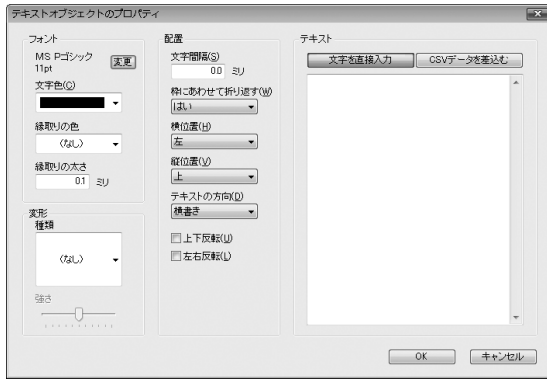 テキストオブジェクトのプロパティ
フォント
MS Pゴシック
11pt
変更
文字色(C)
縁取りの色
(なし)
縁取りの太さ
0.1 ミリ
変形
種類
(なし)
強さ
配置
文字間隔(S)
0.0 ミリ
枠にあわせて折り返す(W)
はい
横位置(H)
左
縦位置(V)
上
テキストの方向(D)
横書き
上下反転(U)
左右反転(L)
テキスト
文字を直接入力
CSVデータを差込む
OK
キャンセル